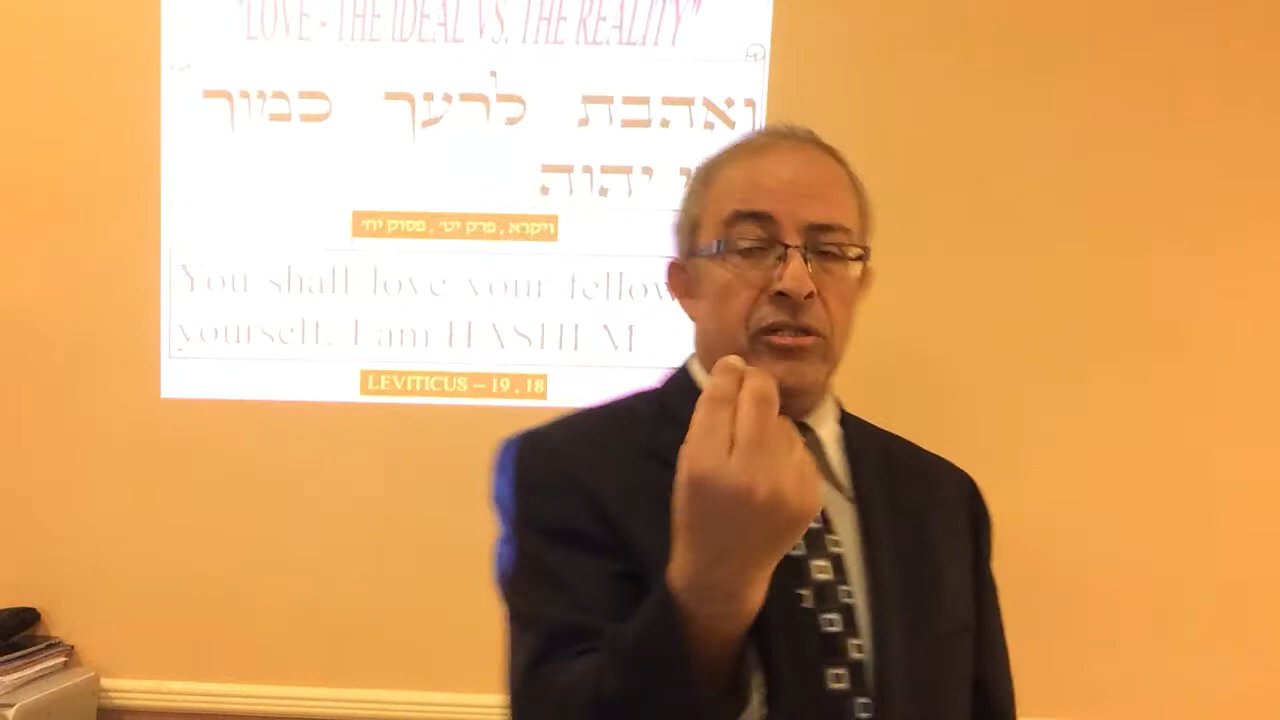 "LOVE - THE IDEAL VS. THE REALITY"
ואהבת לרעך כמוך
יהוה
ויקרא , פרק יט׳ , פסוק יח׳
You shall love your fellow
yourself, I am HASHEM
LEVITICUS – 19 , 18